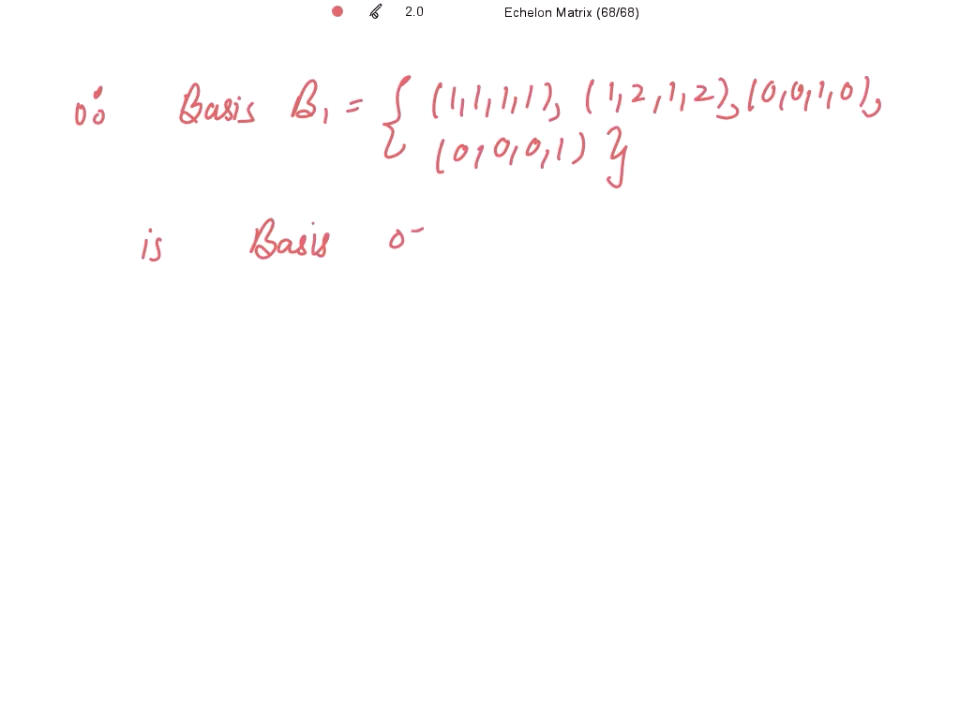 2.0 Echelon Matrix (68/68)
∴ Basis B₁ = { (1,1,1,1), (1,2,1,2), (0,0,1,0),
(0,0,0,1) }
is Basis